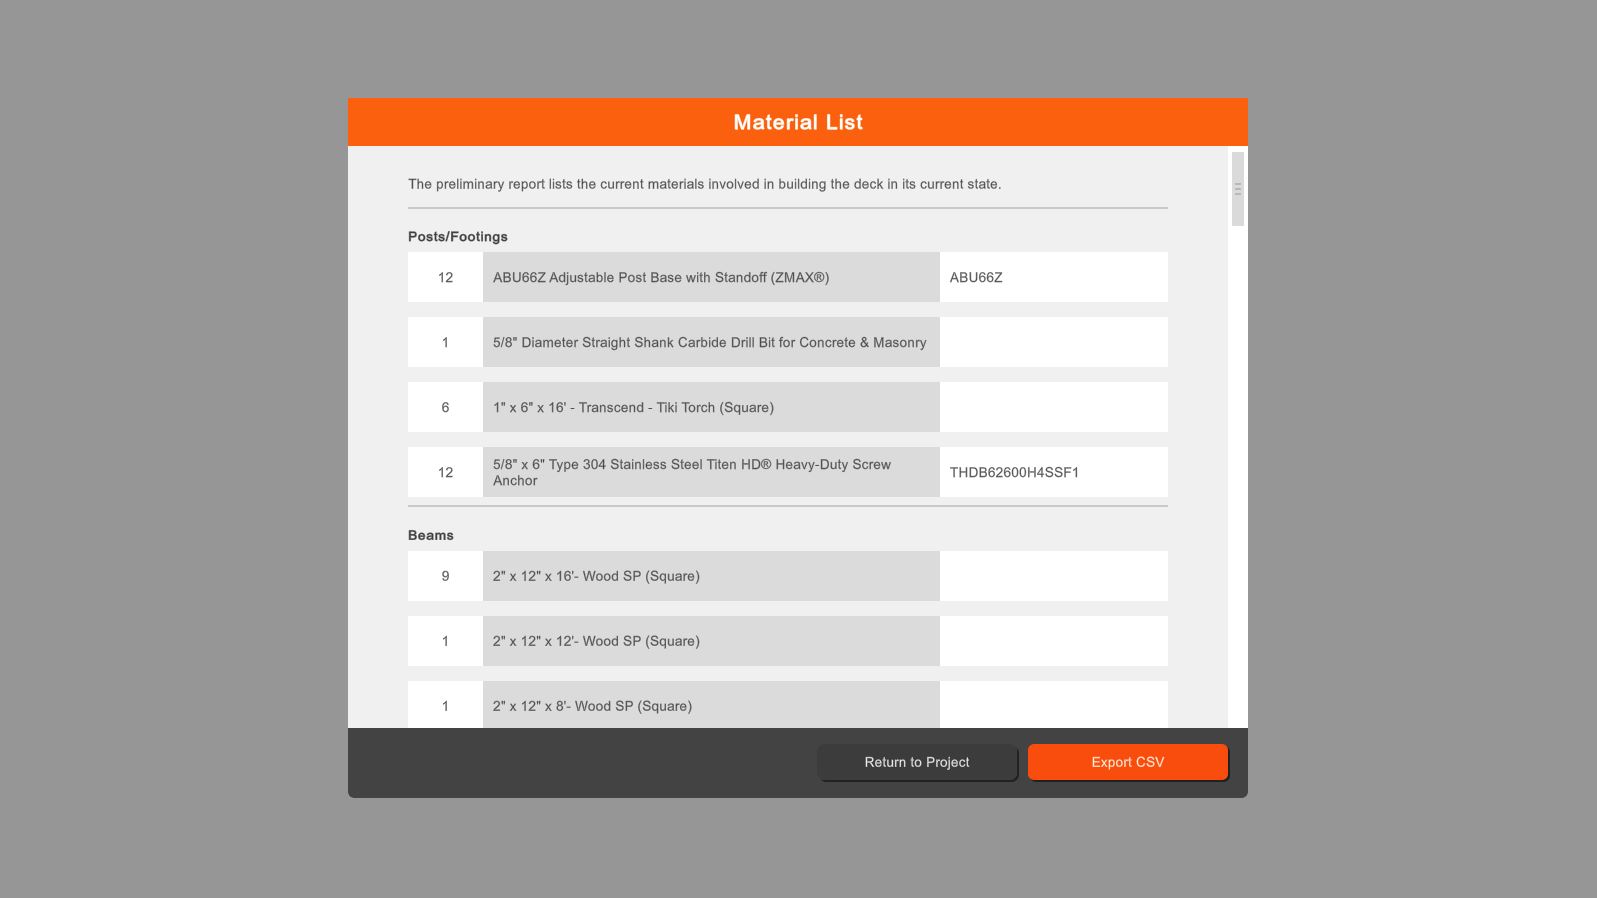 Material List
The preliminary report lists the current materials involved in building the deck in its current state.
Posts/Footings
12 ABU66Z Adjustable Post Base with Standoff (ZMAX®) ABU66Z
1 5/8" Diameter Straight Shank Carbide Drill Bit for Concrete & Masonry
6 1" x 6" x 16' - Transcend - Tiki Torch (Square)
12 5/8" x 6" Type 304 Stainless Steel Titen HD® Heavy-Duty Screw
Anchor THDB62600H4SSF1
Beams
9 2" x 12" x 16'- Wood SP (Square)
1 2" x 12" x 12'- Wood SP (Square)
1 2" x 12" x 8'- Wood SP (Square)
Return to Project Export CSV